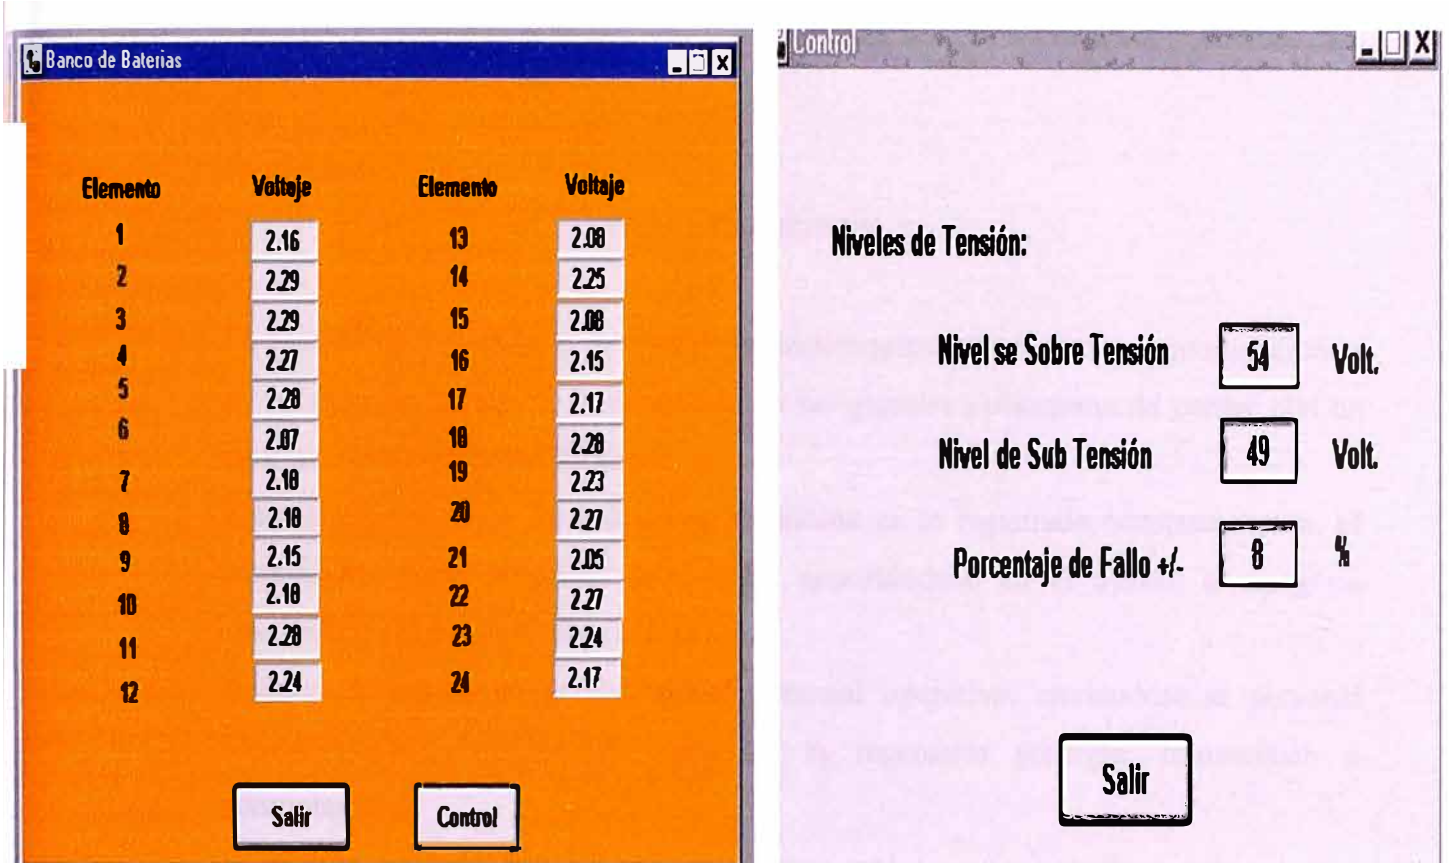 Banco de Baterias
Elemento Voltaje Elemento Voltaje
1 2.16 13 2.08
2 2.29 14 2.25
3 2.29 15 2.08
4 2.27 16 2.15
5 2.28 17 2.17
6 2.07 18 2.28
7 2.18 19 2.23
8 2.18 20 2.27
9 2.15 21 2.05
10 2.18 22 2.27
11 2.28 23 2.24
12 2.24 24 2.17
Salir Control
Control
Niveles de Tensión:
Nivel se Sobre Tensión 54 Volt.
Nivel de Sub Tensión 49 Volt.
Porcentaje de Fallo +/- 8 %
Salir